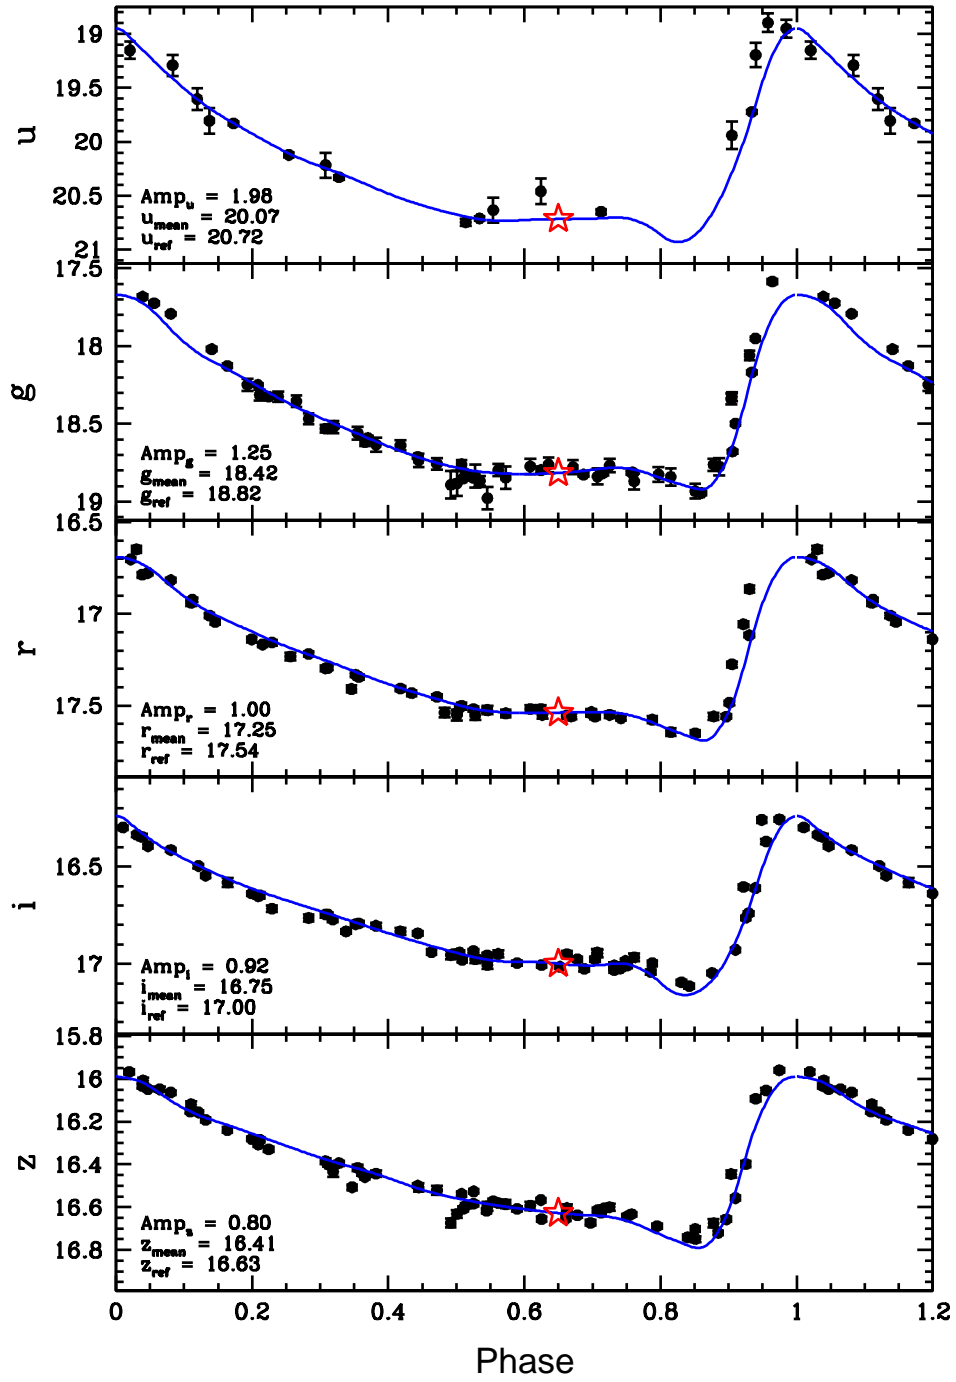 19
19.5
20
20.5
21
u
Amp_u = 1.98
u_mean = 20.07
u_ref = 20.72
17.5
18
18.5
19
g
Amp_g = 1.25
g_mean = 18.42
g_ref = 18.82
16.5
17
17.5
r
Amp_r = 1.00
r_mean = 17.25
r_ref = 17.54
16.5
17
i
Amp_i = 0.92
i_mean = 16.75
i_ref = 17.00
15.8
16
16.2
16.4
16.6
16.8
z
Amp_z = 0.80
z_mean = 16.41
z_ref = 16.63
0 0.2 0.4 0.6 0.8 1 1.2
Phase